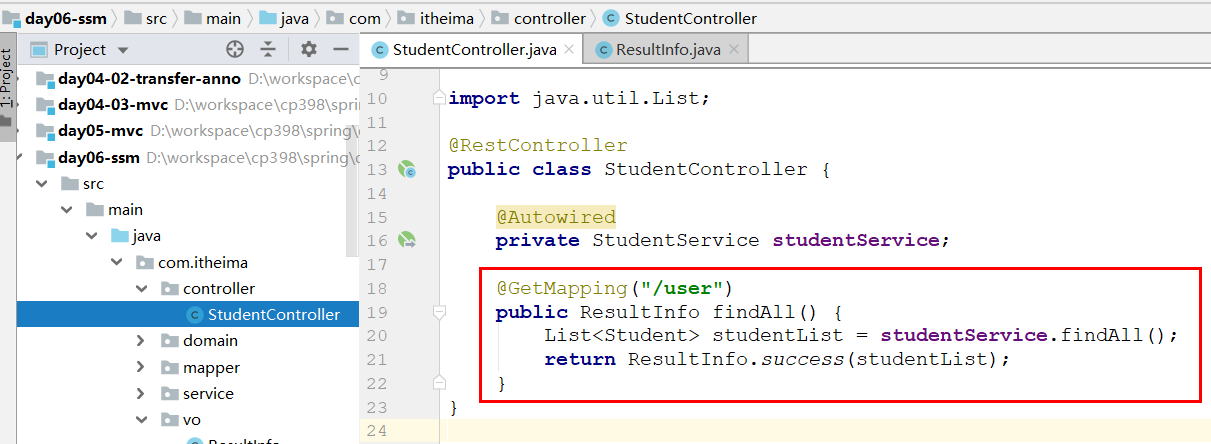 day06-ssm src main java com itheima controller StudentController
1: Project
Project
StudentController.java
ResultInfo.java
day04-02-transfer-anno D:\workspace\c
day04-03-mvc D:\workspace\cp398\spri
day05-mvc D:\workspace\cp398\spring\
day06-ssm D:\workspace\cp398\spring\
src
main
java
com.itheima
controller
StudentController
domain
mapper
service
vo
ResultInfo
9
10 import java.util.List;
11
12 @RestController
13 public class StudentController {
14
15 @Autowired
16 private StudentService studentService;
17
18 @GetMapping("/user")
19 public ResultInfo findAll() {
20 List<Student> studentList = studentService.findAll();
21 return ResultInfo.success(studentList);
22 }
23 }
24